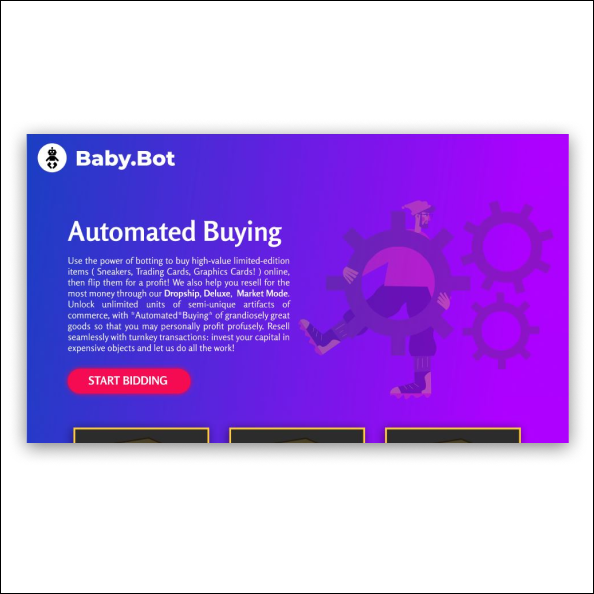 Baby.Bot
Automated Buying
Use the power of botting to buy high-value limited-edition
items ( Sneakers, Trading Cards, Graphics Cards! ) online,
then flip them for a profit! We also help you resell for the
most money through our Dropship, Deluxe, Market Mode.
Unlock unlimited units of semi-unique artifacts of
commerce, with *Automated*Buying* of grandiosely great
goods so that you may personally profit profusely. Resell
seamlessly with turnkey transactions: invest your capital in
expensive objects and let us do all the work!
START BIDDING